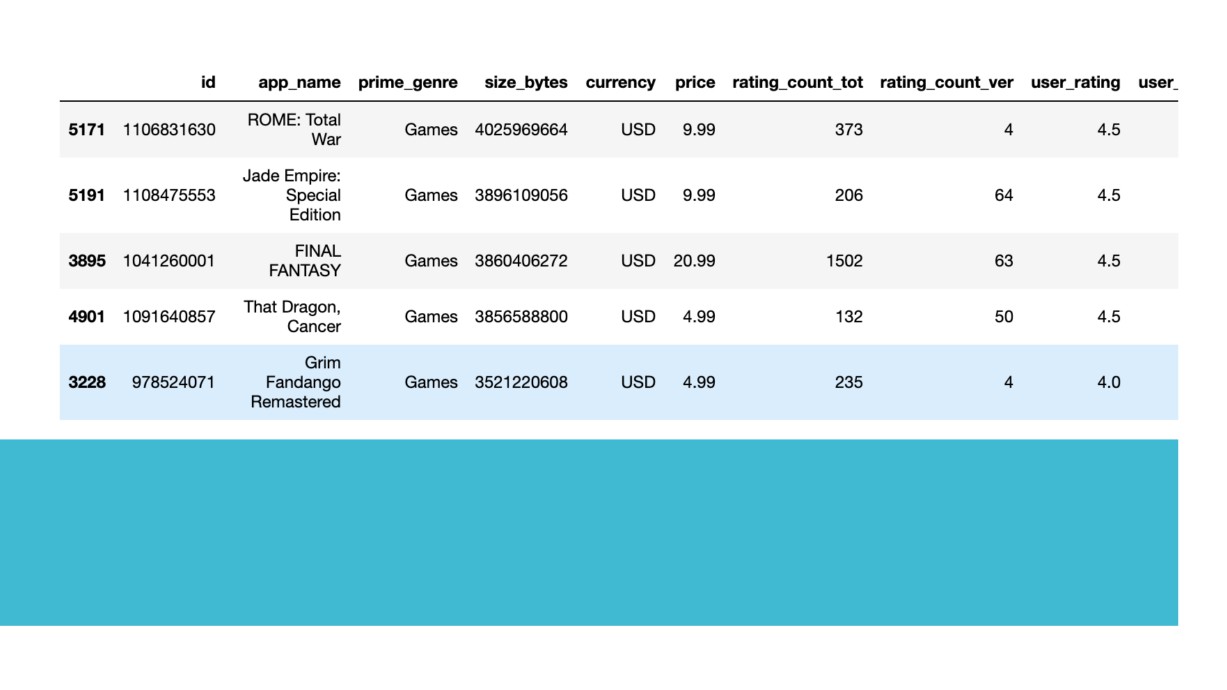 id app_name prime_genre size_bytes currency price rating_count_tot rating_count_ver user_rating user_
5171 1106831630 ROME: Total War Games 4025969664 USD 9.99 373 4 4.5
5191 1108475553 Jade Empire: Special Edition Games 3896109056 USD 9.99 206 64 4.5
3895 1041260001 FINAL FANTASY Games 3860406272 USD 20.99 1502 63 4.5
4901 1091640857 That Dragon, Cancer Games 3856588800 USD 4.99 132 50 4.5
3228 978524071 Grim Fandango Remastered Games 3521220608 USD 4.99 235 4 4.0